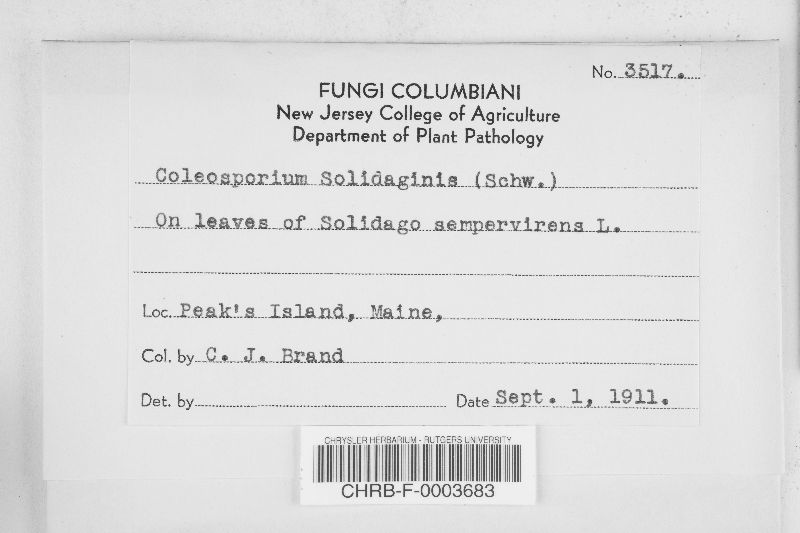 No. 3517.
FUNGI COLUMBIANI
New Jersey College of Agriculture
Department of Plant Pathology
Coleosporium Solidaginis (Schw.)
On leaves of Solidago sempervirens L.
Loc. Peak's Island, Maine,
Col. by C. J. Brand
Det. by
Date Sept. 1, 1911.
CHRYSLER HERBARIUM - RUTGERS UNIVERSITY
CHRB-F-0003683